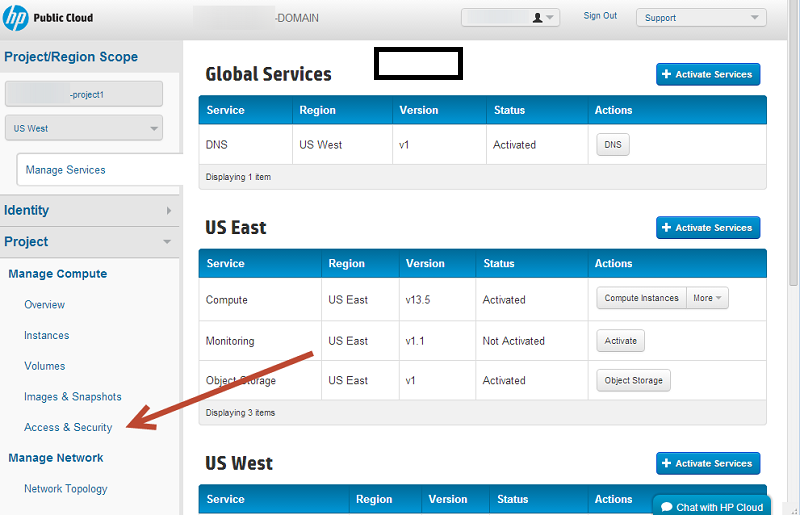 hp Public Cloud
-DOMAIN
Sign Out
Support
Project/Region Scope
-project1
US West
Manage Services
Identity
Project
Manage Compute
Overview
Instances
Volumes
Images & Snapshots
Access & Security
Manage Network
Network Topology
Global Services
Activate Services
Service Region Version Status Actions
DNS US West v1 Activated DNS
Displaying 1 item
US East
Activate Services
Service Region Version Status Actions
Compute US East v13.5 Activated Compute Instances More
Monitoring US East v1.1 Not Activated Activate
Object Storage US East v1 Activated Object Storage
Displaying 3 items
US West
Activate Services
Service Region Version Status Actions
Chat with HP Cloud